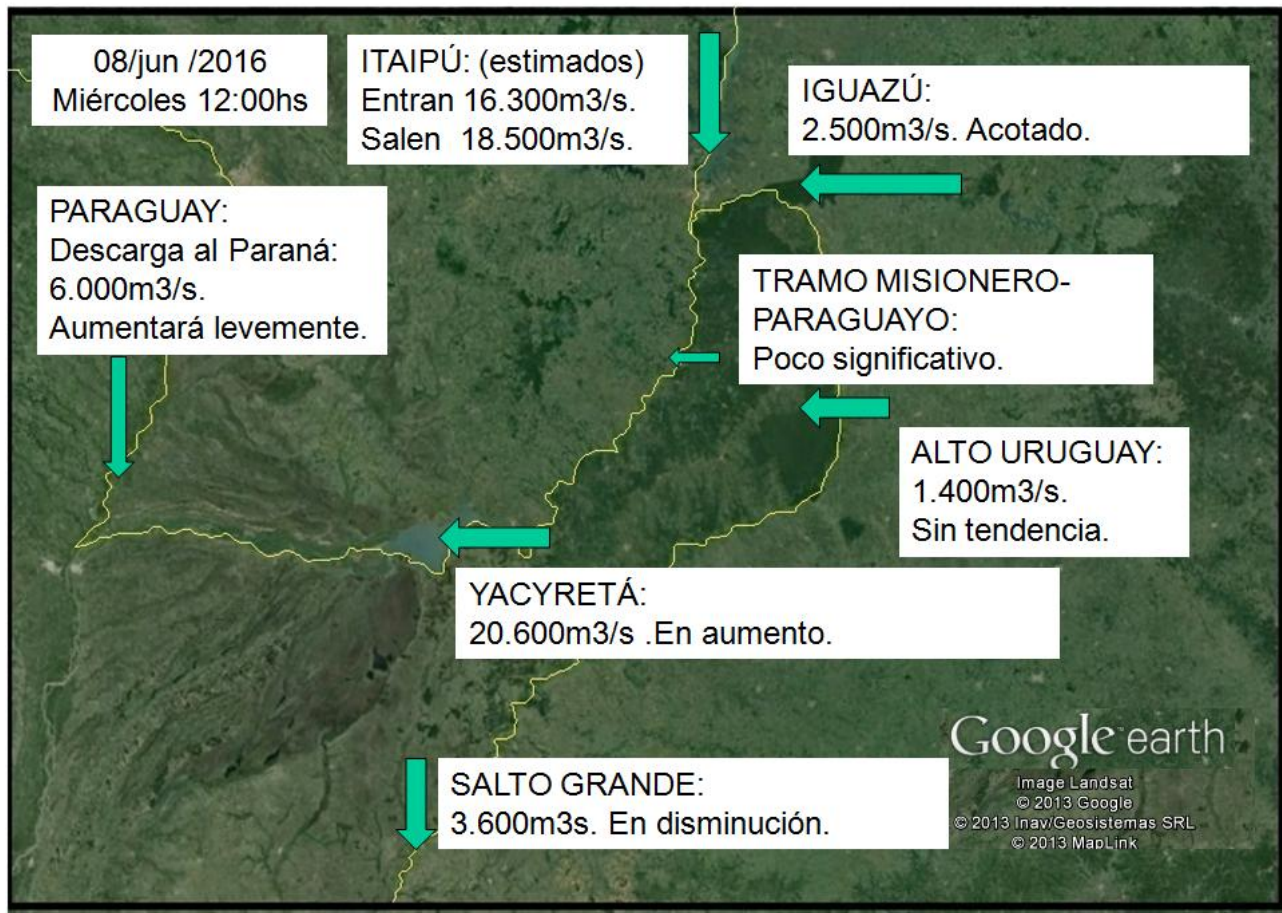 08/jun /2016
Miércoles 12:00hs
ITAIPÚ: (estimados)
Entran 16.300m3/s.
Salen 18.500m3/s.
IGUAZÚ:
2.500m3/s. Acotado.
PARAGUAY:
Descarga al Paraná:
6.000m3/s.
Aumentará levemente.
TRAMO MISIONERO-
PARAGUAYO:
Poco significativo.
ALTO URUGUAY:
1.400m3/s.
Sin tendencia.
YACYRETÁ:
20.600m3/s .En aumento.
SALTO GRANDE:
3.600m3s. En disminución.
Google earth
Image Landsat
© 2013 Google
© 2013 Inav/Geosistemas SRL
© 2013 MapLink